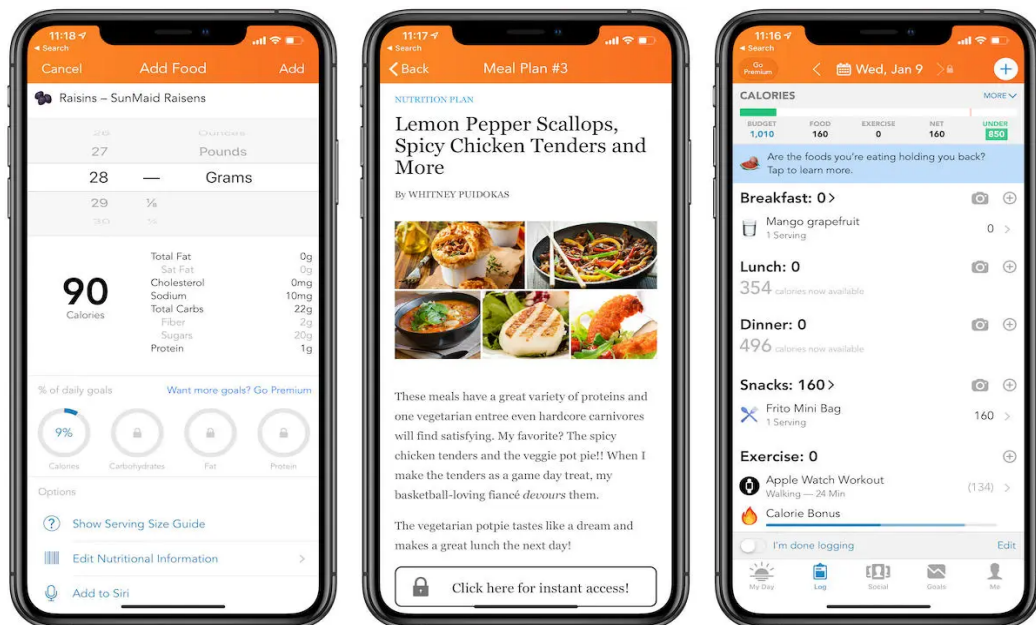 11:18
Search
Cancel
Add Food
Add
Raisins – SunMaid Raisens
26 Ounces
27 Pounds
28 — Grams
29 ⅛
30
90
Calories
Total Fat 0g
Sat Fat 0g
Cholesterol 0mg
Sodium 10mg
Total Carbs 22g
Fiber 2g
Sugars 20g
Protein 1g
% of daily goals
Want more goals? Go Premium
9%
Calories
Carbohydrates
Fat
Protein
Options
Show Serving Size Guide
Edit Nutritional Information
Add to Siri
11:17
Search
Back
Meal Plan #3
NUTRITION PLAN
Lemon Pepper Scallops,
Spicy Chicken Tenders and
More
By WHITNEY PUIDOKAS
These meals have a great variety of proteins and
one vegetarian entree even hardcore carnivores
will find satisfying. My favorite? The spicy
chicken tenders and the veggie pot pie!! When I
make the tenders as a game day treat, my
basketball-loving fiancé devours them.
The vegetarian potpie tastes like a dream and
makes a great lunch the next day!
Click here for instant access!
11:16
Search
Go
Premium
Wed, Jan 9
CALORIES
MORE
BUDGET FOOD EXERCISE NET UNDER
1,010 160 0 160 850
Are the foods you're eating holding you back?
Tap to learn more.
Breakfast: 0
Mango grapefruit
1 Serving
0
Lunch: 0
354 calories now available
Dinner: 0
496 calories now available
Snacks: 160
Frito Mini Bag
1 Serving
160
Exercise: 0
Apple Watch Workout
Walking — 24 Min
(134)
Calorie Bonus
I'm done logging
Edit
My Day
Log
Social
Goals
Me